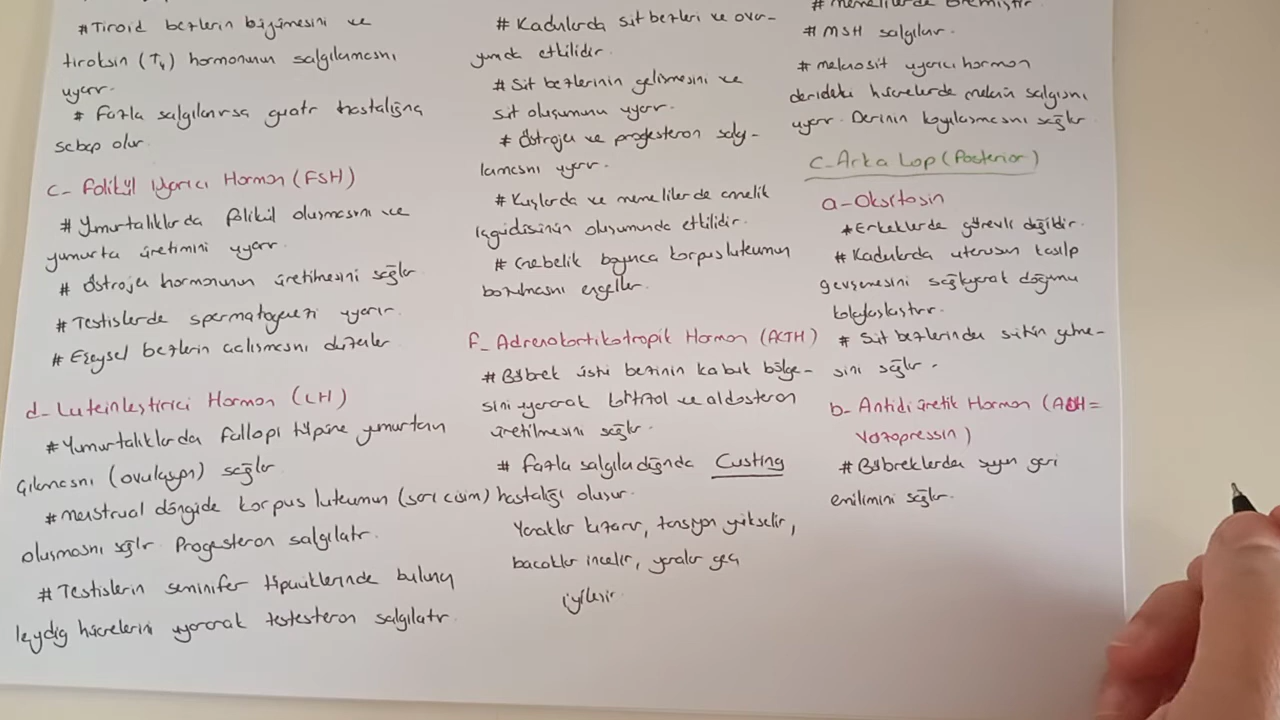 # Tiroid bezlerin büyümesini ve
tiroksin (T4) hormonunun salgılanmasını
uyarır.
# Fazla salgılanırsa guatr hastalığına
sebep olur.
c- Folikül Uyarıcı Hormon (FSH)
# Yumurtalıklarda folikül oluşmasını ve
yumurta üretimini uyarır.
# Östrojen hormonunun üretilmesini sağlar
# Testislerde spermatogenezi uyarır.
# Eşeysel bezlerin çalışmasını düzenler
d- Luteinleştirici Hormon (LH)
# Yumurtalıklarda fallopi tüpüne yumurtanın
çıkmasını (ovulasyon) sağlar
# Menstrual döngüde korpus luteumun (sarı cisim)
oluşmasını sağlar. Progesteron salgılatır.
# Testislerin seminifer tüpçüklerinde bulunan
leydig hücrelerini uyararak testesteron salgılatır.
# Kadınlarda süt bezleri ve over-
yumda etkilidir.
# Süt bezlerinin gelişmesini ve
süt oluşumunu uyarır.
# Östrojen ve progesteron salgı-
lamasını uyarır.
# Kuşlarda ve memelilerde annelik
içgüdüsünün oluşumunda etkilidir.
# Gebelik boyunca korpus luteumun
bozulmasını engeller.
f- Adrenokortikotropik Hormon (ACTH)
# Böbrek üstü bezinin kabuk bölge-
sini uyararak kortizol ve aldosteron
üretilmesini sağlar.
# Fazla salgıladığında Custing
hastalığı oluşur.
Yanaklar kızarır, tansiyon yükselir,
bacaklar incelir, yaralar geç
iyileşir.
# memelilerde
# MSH salgılar.
# melanosit uyarıcı hormon
derideki hücrelerde melanin salgısını
uyarır. Derinin koyulaşmasını sağlar
C- Arka Lop (Posterior)
a- Oksitosin
* Erkeklerde görevli değildir.
# Kadınlarda uterusun kasılıp
gevşemesini sağlayarak doğumu
kolaylaştırır.
# Süt bezlerinden sütün gelme-
sini sağlar.
b- Antidiüretik Hormon (ADH =
Vazopressin)
# Böbreklerden suyun geri
emilimini sağlar.